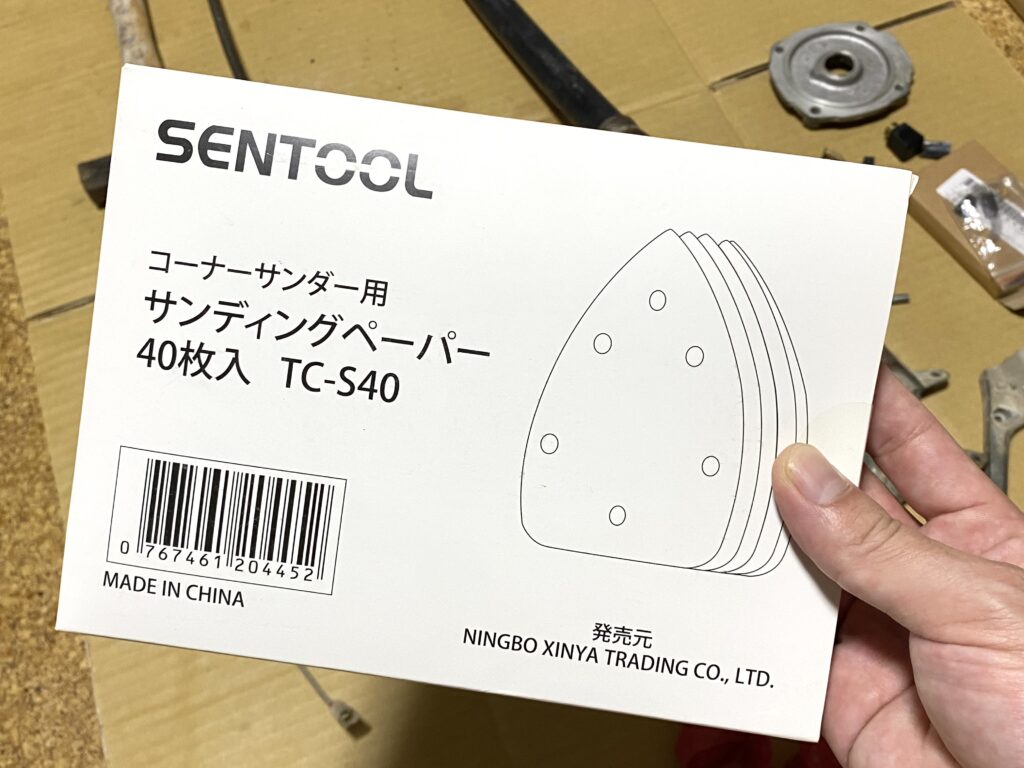 SENTOOL
コーナーサンダー用
サンディングペーパー
40枚入 TC-S40
0 767461 204452
MADE IN CHINA
発売元
NINGBO XINYA TRADING CO., LTD.